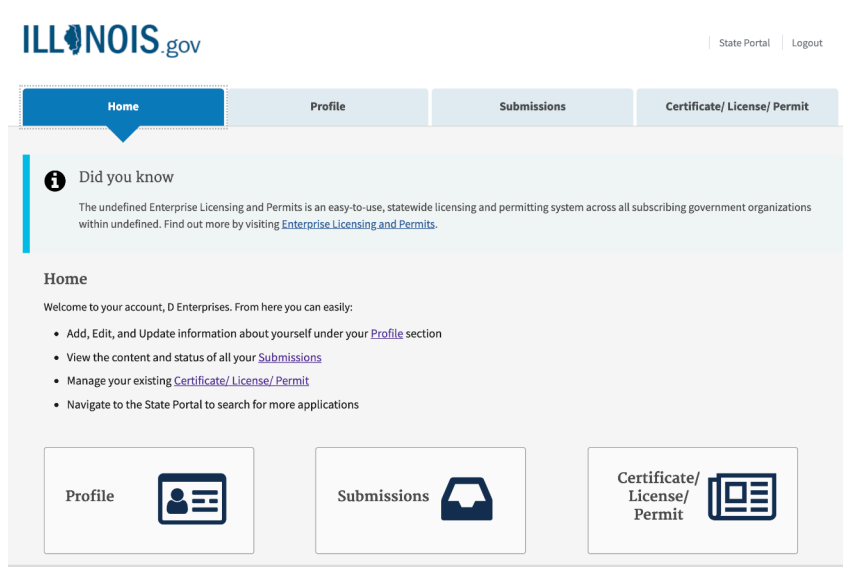 ILLINOIS.gov
State Portal
Logout
Home
Profile
Submissions
Certificate/ License/ Permit
Did you know
The undefined Enterprise Licensing and Permits is an easy-to-use, statewide licensing and permitting system across all subscribing government organizations
within undefined. Find out more by visiting Enterprise Licensing and Permits.
Home
Welcome to your account, D Enterprises. From here you can easily:
• Add, Edit, and Update information about yourself under your Profile section
• View the content and status of all your Submissions
• Manage your existing Certificate/ License/ Permit
• Navigate to the State Portal to search for more applications
Profile
Submissions
Certificate/
License/
Permit